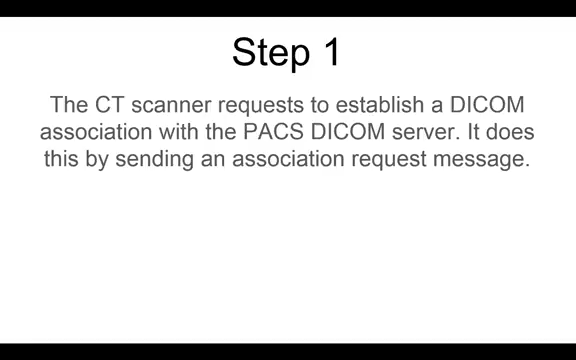 Step 1
The CT scanner requests to establish a DICOM
association with the PACS DICOM server. It does
this by sending an association request message.